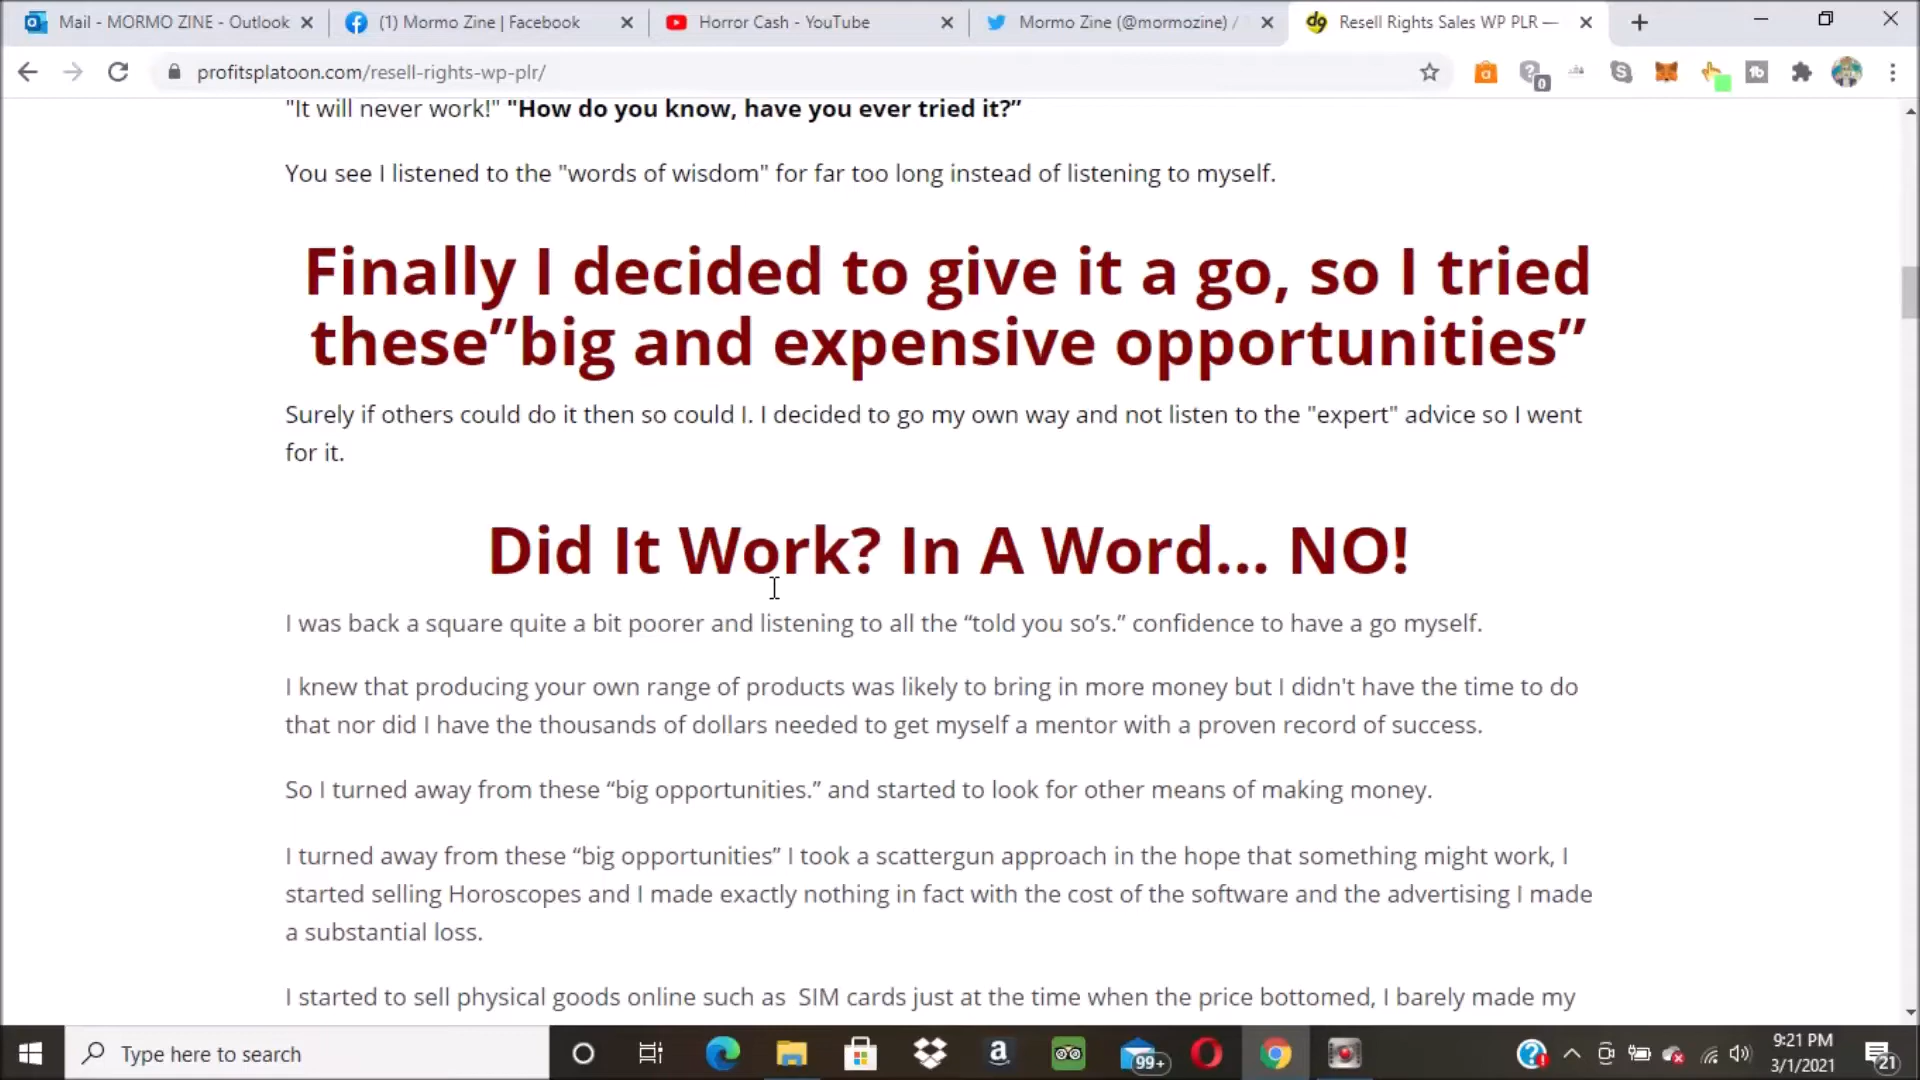 Mail - MORMO ZINE - Outlook
(1) Mormo Zine | Facebook
Horror Cash - YouTube
Mormo Zine (@mormozine) /
Resell Rights Sales WP PLR —
profitsplatoon.com/resell-rights-wp-plr/
0
"It will never work!" "How do you know, have you ever tried it?”
You see I listened to the "words of wisdom" for far too long instead of listening to myself.
Finally I decided to give it a go, so I tried
these”big and expensive opportunities”
Surely if others could do it then so could I. I decided to go my own way and not listen to the "expert" advice so I went
for it.
Did It Work? In A Word... NO!
I was back a square quite a bit poorer and listening to all the “told you so’s.” confidence to have a go myself.
I knew that producing your own range of products was likely to bring in more money but I didn't have the time to do
that nor did I have the thousands of dollars needed to get myself a mentor with a proven record of success.
So I turned away from these “big opportunities.” and started to look for other means of making money.
I turned away from these “big opportunities” I took a scattergun approach in the hope that something might work, I
started selling Horoscopes and I made exactly nothing in fact with the cost of the software and the advertising I made
a substantial loss.
I started to sell physical goods online such as  SIM cards just at the time when the price bottomed, I barely made my
Type here to search
99+
9:21 PM
3/1/2021
21